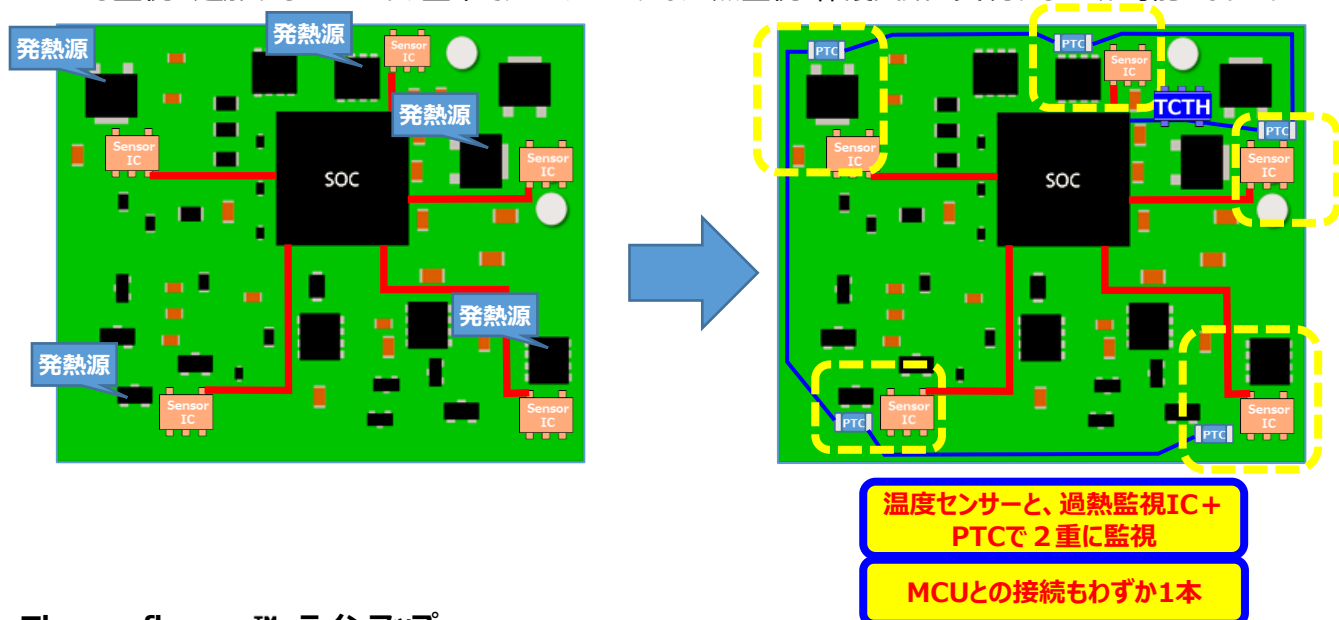 発熱源
発熱源
Sensor
IC
発熱源
Sensor
IC
SOC
Sensor
IC
発熱源
発熱源
Sensor
IC
Sensor
IC
PTC
PTC
Sensor
IC
TCTH
PTC
Sensor
IC
SOC
Sensor
IC
PTC
Sensor
IC
PTC
Sensor
IC
温度センサーと、過熱監視IC＋
PTCで２重に監視
MCUとの接続もわずか1本